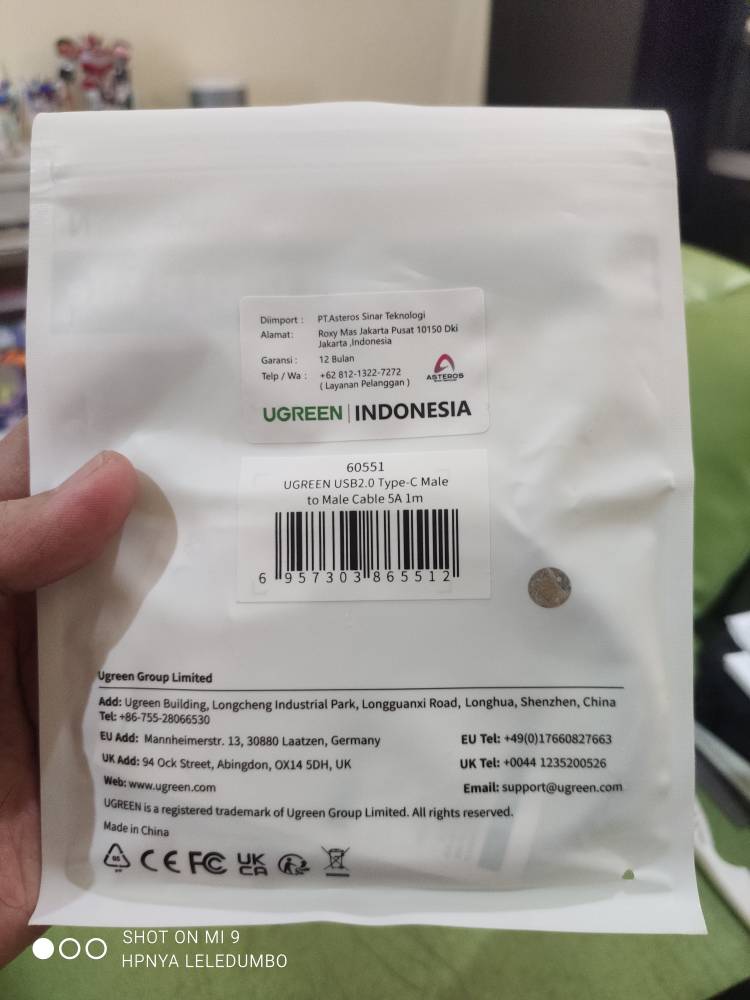 Diimport : PT.Asteros Sinar Teknologi
Alamat: Roxy Mas Jakarta Pusat 10150 Dki
Jakarta ,Indonesia
Garansi : 12 Bulan
Telp / Wa : +62 812-1322-7272
( Layanan Pelanggan )
ASTEROS
UGREEN | INDONESIA
60551
UGREEN USB2.0 Type-C Male
to Male Cable 5A 1m
6 957303 865512
Ugreen Group Limited
Add: Ugreen Building, Longcheng Industrial Park, Longguanxi Road, Longhua, Shenzhen, China
Tel: +86-755-28066530
EU Add: Mannheimerstr. 13, 30880 Laatzen, Germany EU Tel: +49(0)17660827663
UK Add: 94 Ock Street, Abingdon, OX14 5DH, UK UK Tel: +0044 1235200526
Web: www.ugreen.com Email: support@ugreen.com
UGREEN is a registered trademark of Ugreen Group Limited. All rights reserved.
Made in China
CE FC UK
CA
SHOT ON MI 9
HPNYA LELEDUMBO